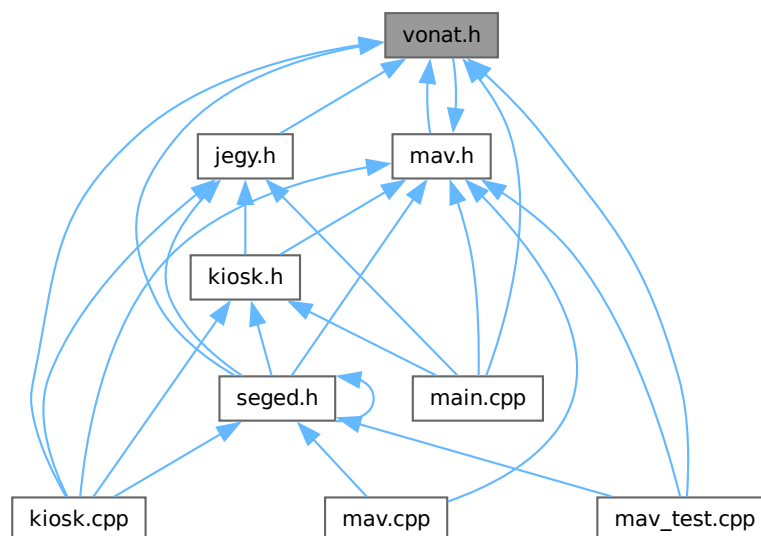 vonat.h
jegy.h
mav.h
kiosk.h
seged.h
main.cpp
kiosk.cpp
mav.cpp
mav_test.cpp